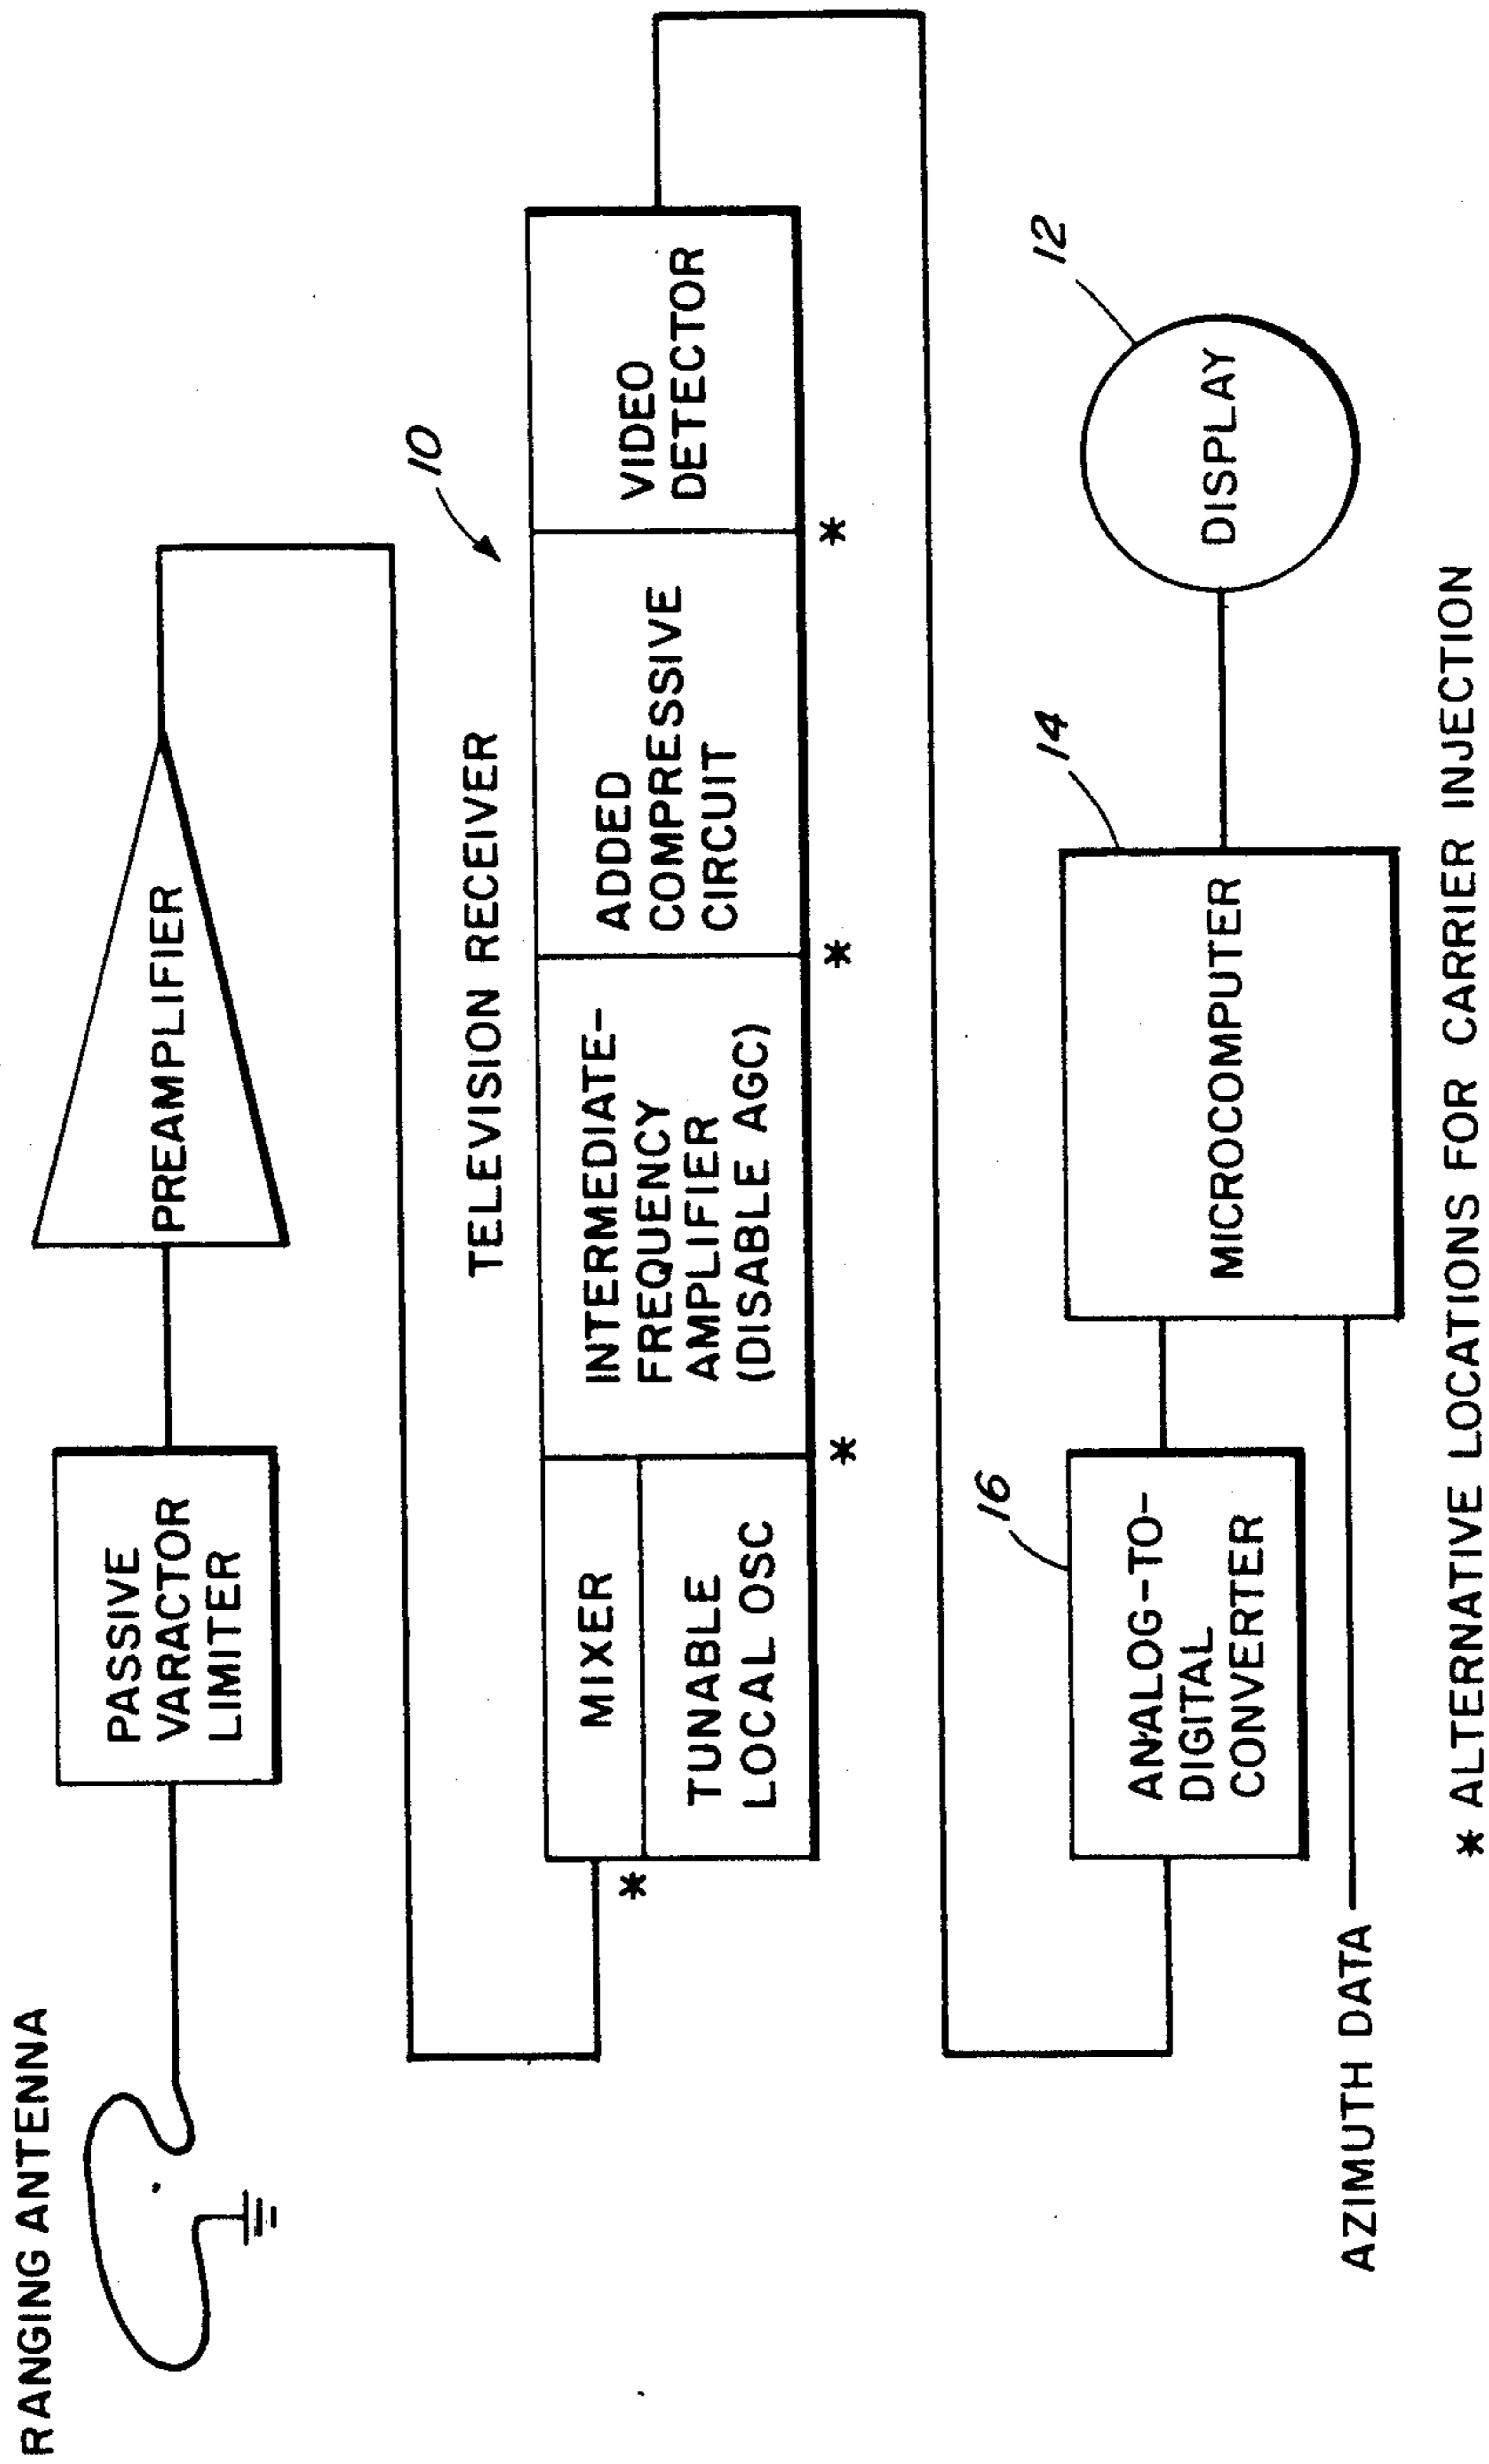 RANGING ANTENNA
PASSIVE
VARACTOR
LIMITER
PREAMPLIFIER
TELEVISION RECEIVER
10
MIXER
TUNABLE
LOCAL OSC
INTERMEDIATE-
FREQUENCY
AMPLIFIER
(DISABLE AGC)
ADDED
COMPRESSIVE
CIRCUIT
VIDEO
DETECTOR
*
*
*
*
16
ANALOG-TO-
DIGITAL
CONVERTER
14
MICROCOMPUTER
12
DISPLAY
AZIMUTH DATA
* ALTERNATIVE LOCATIONS FOR CARRIER INJECTION